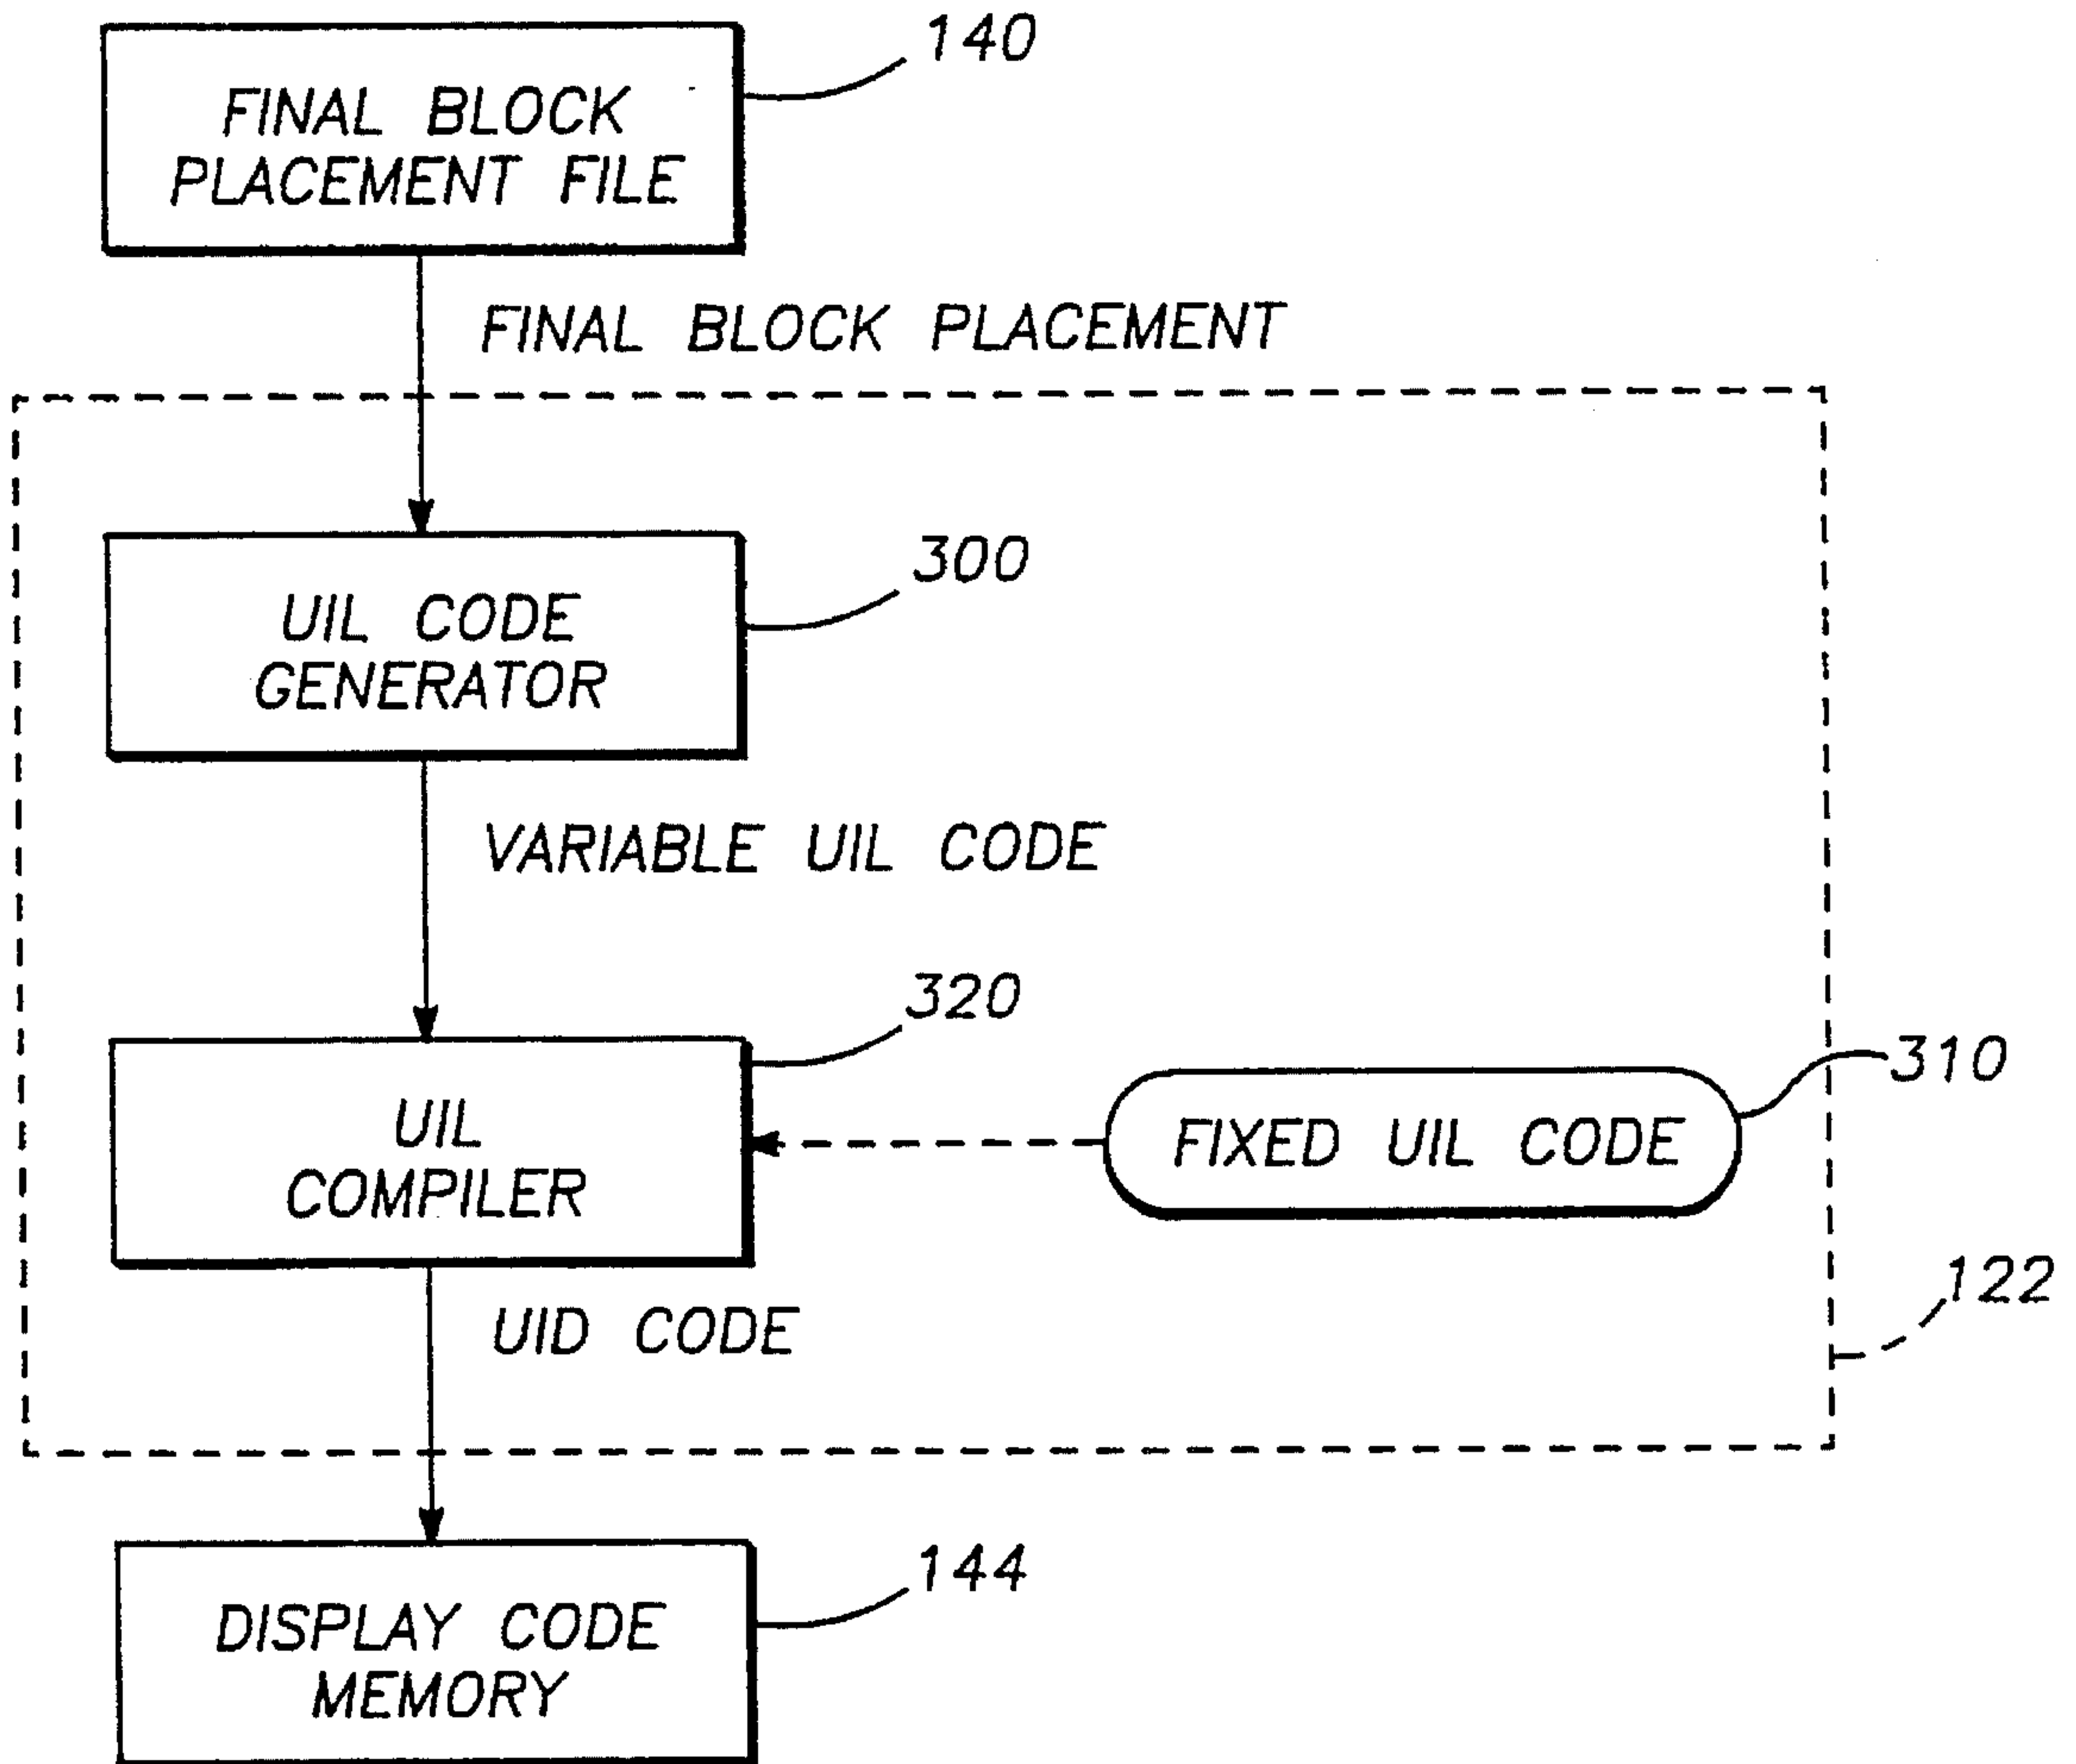 140
FINAL BLOCK
PLACEMENT FILE
FINAL BLOCK PLACEMENT
300
UIL CODE
GENERATOR
VARIABLE UIL CODE
320
310
UIL
COMPILER
FIXED UIL CODE
122
UID CODE
144
DISPLAY CODE
MEMORY